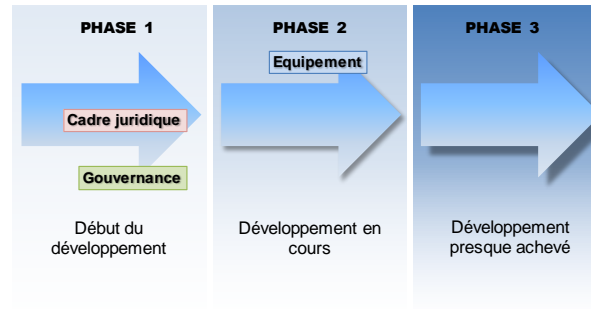 PHASE 1
Cadre juridique
Gouvernance
Début du
développement
PHASE 2
Equipement
Développement en
cours
PHASE 3
Développement
presque achevé